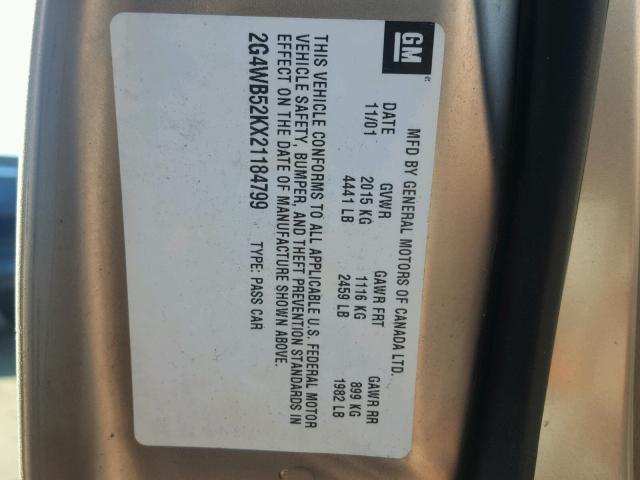 GM
MFD BY GENERAL MOTORS OF CANADA LTD.
DATE GVWR GAWR FRT GAWR RR
11/01 2015 KG 1116 KG 899 KG
4441 LB 2459 LB 1982 LB
THIS VEHICLE CONFORMS TO ALL APPLICABLE U.S. FEDERAL MOTOR
VEHICLE SAFETY, BUMPER, AND THEFT PREVENTION STANDARDS IN
EFFECT ON THE DATE OF MANUFACTURE SHOWN ABOVE.
2G4WB52KX21184799 TYPE: PASS CAR